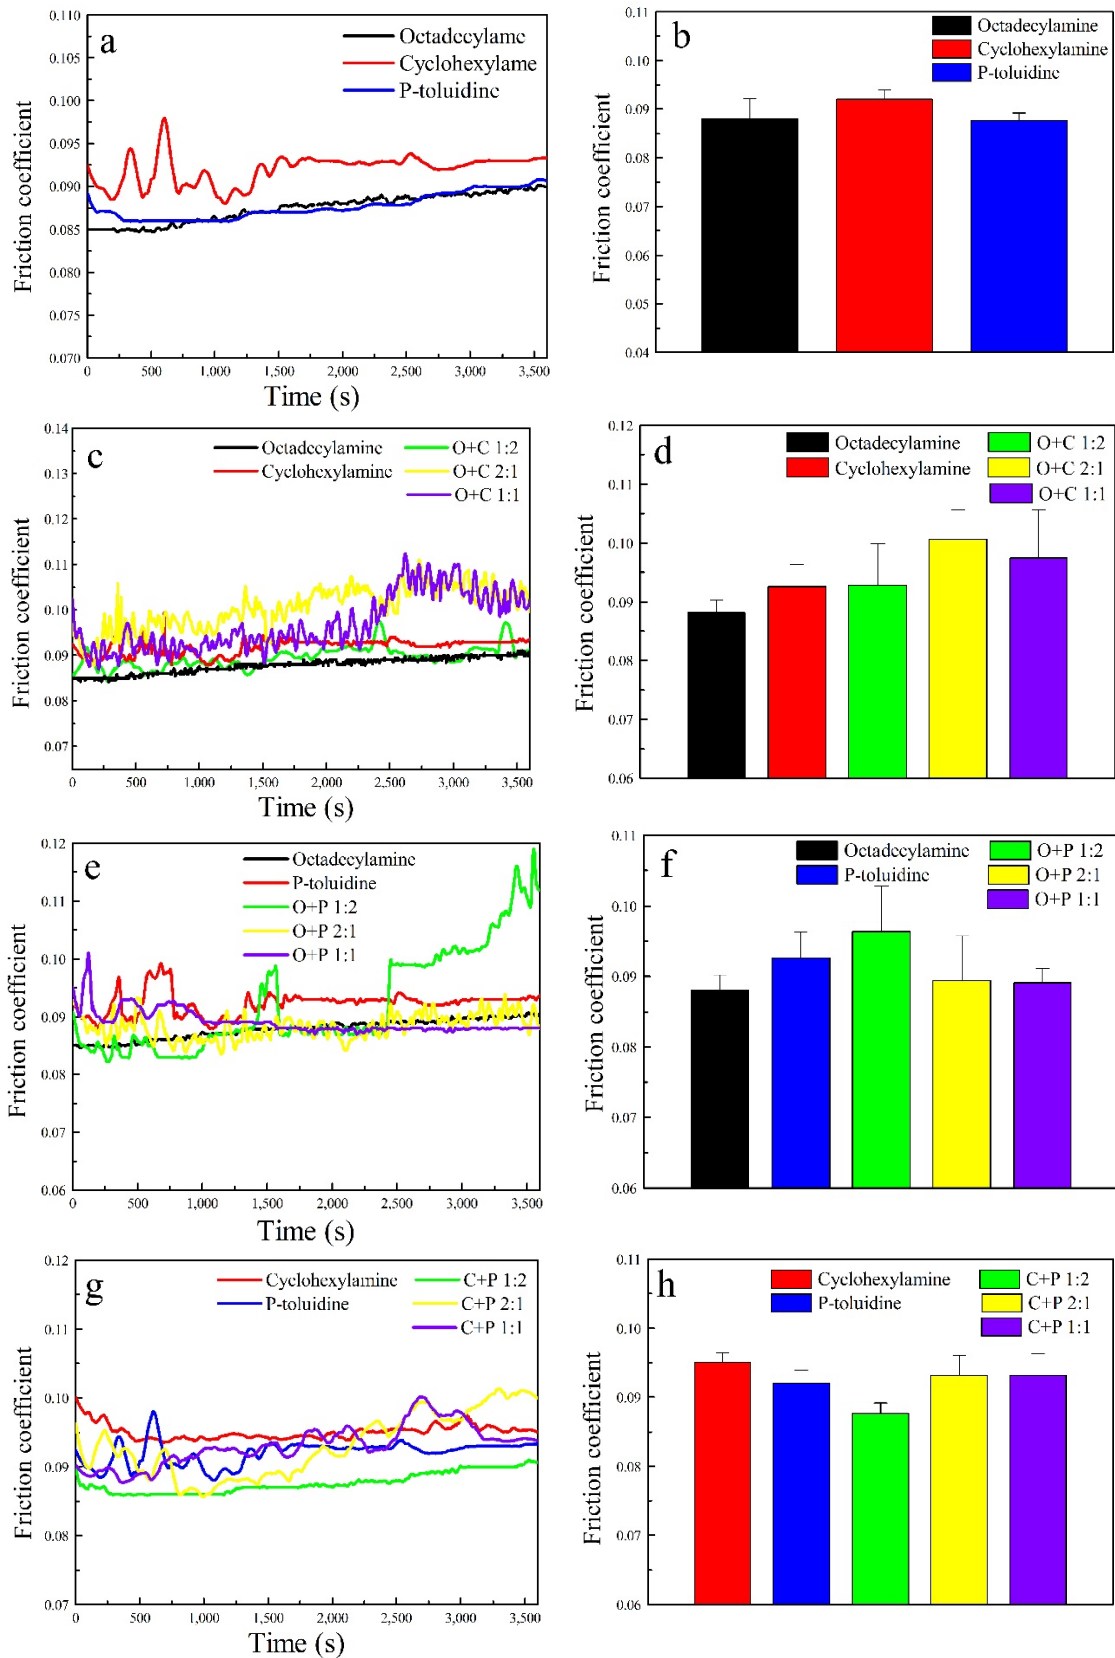 a
Octadecylame
Cyclohexylame
P-toluidine
0.110
0.105
0.100
0.095
0.090
0.085
0.080
0.075
0.070
Friction coefficient
0
500
1,000
1,500
2,000
2,500
3,000
3,500
Time (s)
b
Octadecylamine
Cyclohexylamine
P-toluidine
0.11
0.10
0.09
0.08
0.07
0.06
0.05
0.04
Friction coefficient
c
Octadecylamine
Cyclohexylamine
O+C 1:2
O+C 2:1
O+C 1:1
0.14
0.13
0.12
0.11
0.10
0.09
0.08
0.07
Friction coefficient
0
500
1,000
1,500
2,000
2,500
3,000
3,500
Time (s)
d
Octadecylamine
Cyclohexylamine
O+C 1:2
O+C 2:1
O+C 1:1
0.12
0.11
0.10
0.09
0.08
0.07
0.06
Friction coefficient
e
Octadecylamine
P-toluidine
O+P 1:2
O+P 2:1
O+P 1:1
0.12
0.11
0.10
0.09
0.08
0.07
0.06
Friction coefficient
0
500
1,000
1,500
2,000
2,500
3,000
3,500
Time (s)
f
Octadecylamine
P-toluidine
O+P 1:2
O+P 2:1
O+P 1:1
0.11
0.10
0.09
0.08
0.07
0.06
Friction coefficient
g
Cyclohexylamine
P-toluidine
C+P 1:2
C+P 2:1
C+P 1:1
0.12
0.11
0.10
0.09
0.08
0.07
Friction coefficient
0
500
1,000
1,500
2,000
2,500
3,000
3,500
Time (s)
h
Cyclohexylamine
P-toluidine
C+P 1:2
C+P 2:1
C+P 1:1
0.11
0.10
0.09
0.08
0.07
0.06
Friction coefficient